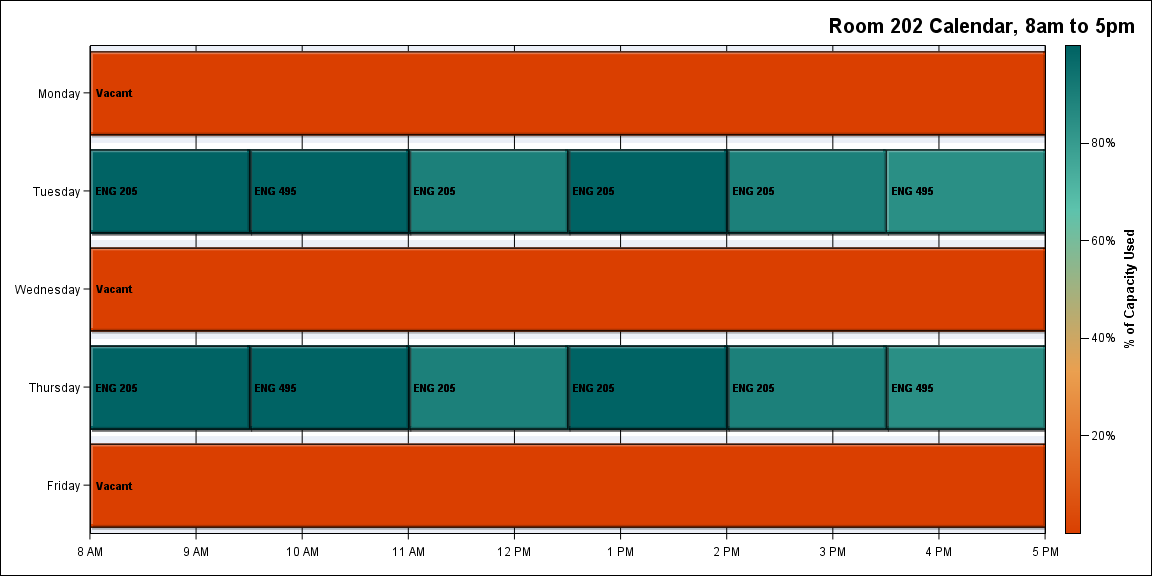 Room 202 Calendar, 8am to 5pm
Monday
Vacant
Tuesday
ENG 205 ENG 495 ENG 205 ENG 205 ENG 205 ENG 495
Wednesday
Vacant
Thursday
ENG 205 ENG 495 ENG 205 ENG 205 ENG 205 ENG 495
Friday
Vacant
8 AM 9 AM 10 AM 11 AM 12 PM 1 PM 2 PM 3 PM 4 PM 5 PM
80%
60%
40%
20%
% of Capacity Used